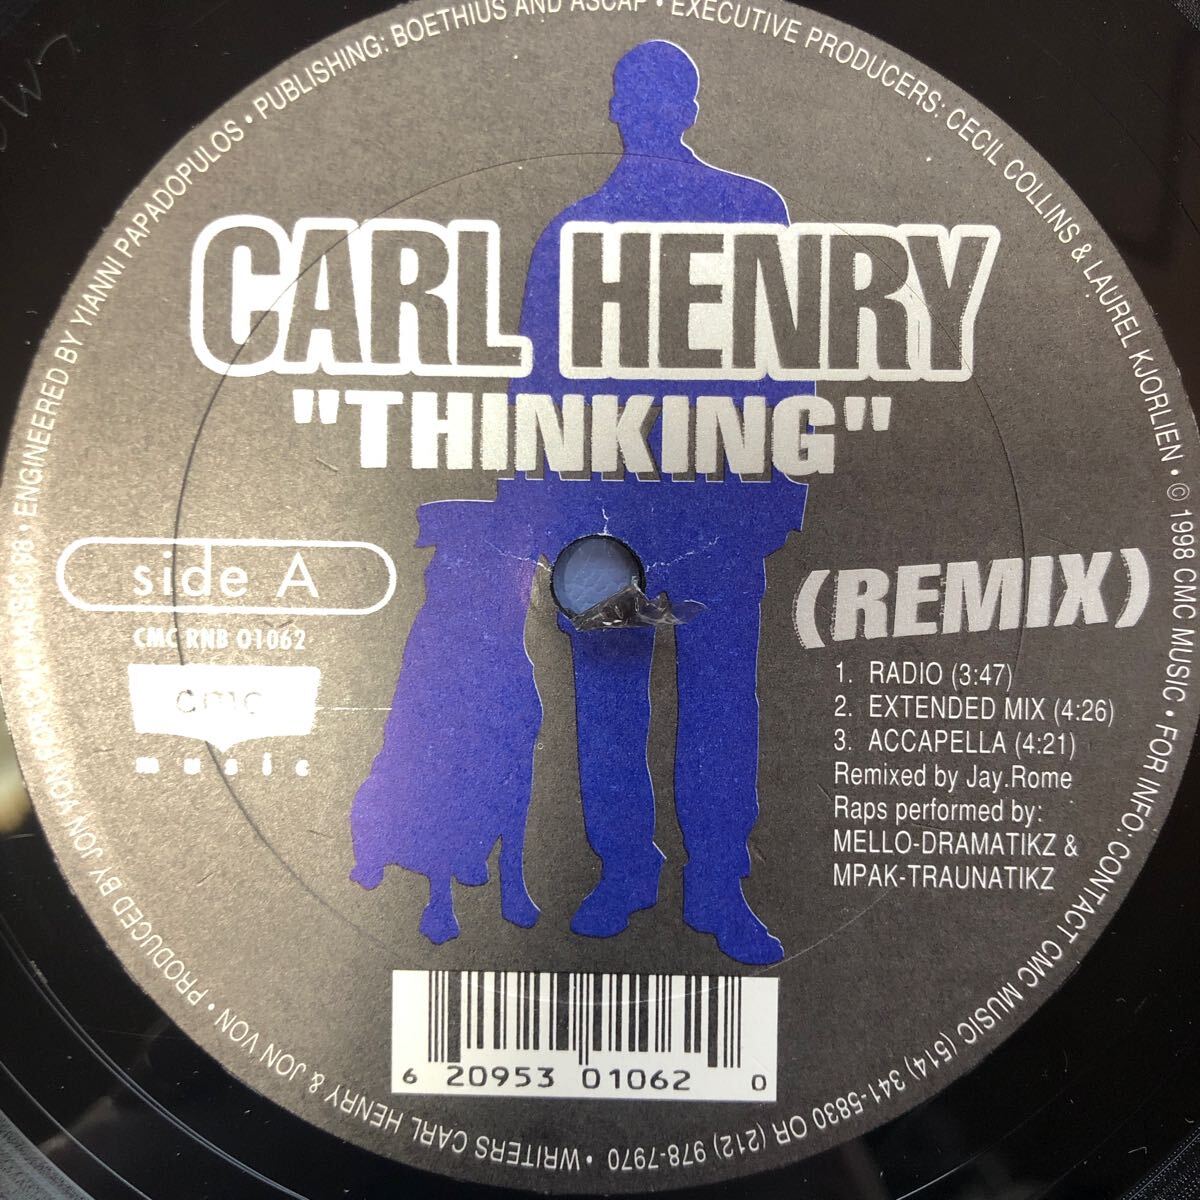 CARL HENRY
"THINKING"
(REMIX)
side A
CMC RNB 01062
cmc
music
1. RADIO (3:47)
2. EXTENDED MIX (4:26)
3. ACCAPELLA (4:21)
Remixed by Jay.Rome
Raps performed by:
MELLO-DRAMATIKZ &
MPAK-TRAUNATIKZ
6 20953 01062 0
• WRITERS CARL HENRY & JON VON • PRODUCED BY JON VON FOR CMC MUSIC 98 • ENGINEERED BY YIANNI PAPADOPULOS • PUBLISHING: BOETHIUS AND ASCAP • EXECUTIVE PRODUCERS: CECIL COLLINS & LAUREL KJORLIEN • © 1998 CMC MUSIC • FOR INFO: CONTACT CMC MUSIC (514) 341-5830 OR (212) 978-7970